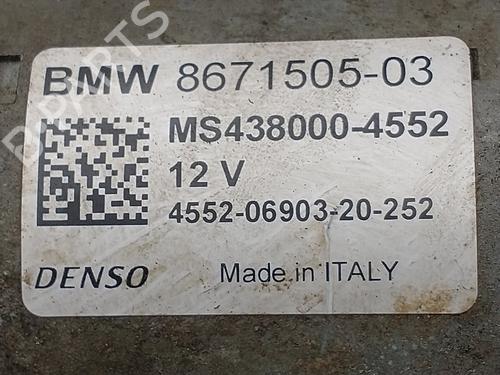 BMW 8671505-03
MS438000-4552
12 V
4552-06903-20-252
DENSO Made in ITALY